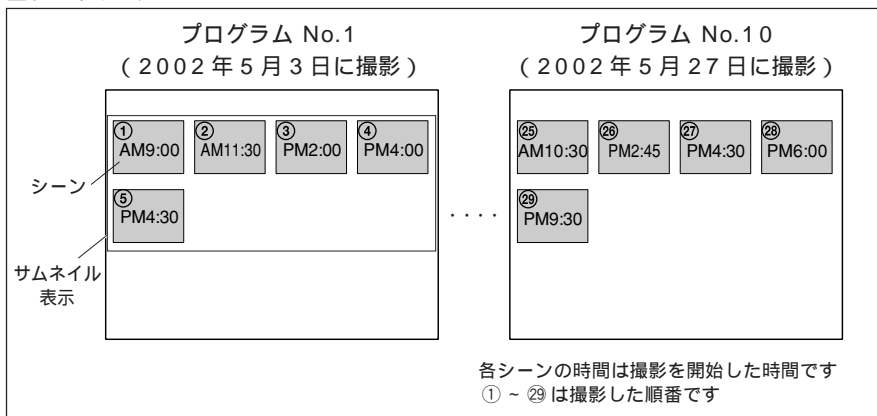 プログラム No.1
(2002年5月3日に撮影)
① ② ③ ④
AM9:00 AM11:30 PM2:00 PM4:00
⑤
PM4:30
シーン
サムネイル
表示
・・・・
プログラム No.10
(2002年5月27日に撮影)
㉕ ㉖ ㉗ ㉘
AM10:30 PM2:45 PM4:30 PM6:00
㉙
PM9:30
各シーンの時間は撮影を開始した時間です
① ~ ㉙は撮影した順番です